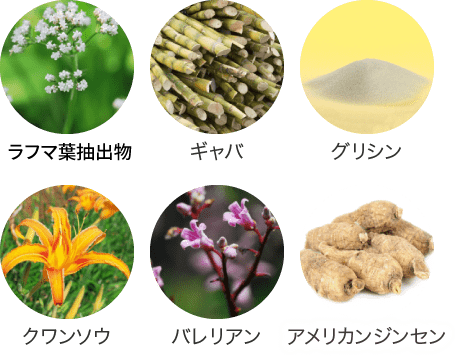 ラフマ葉抽出物
ギャバ
グリシン
クワンソウ
バレリアン
アメリカンジンセン